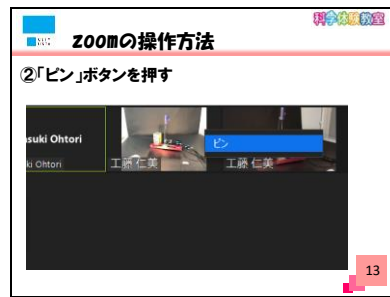 科学体験教室
zoomの操作方法
②「ピン」ボタンを押す
suki Ohtori
ki Ohtori
工藤 仁美
ピン
工藤 仁美
13